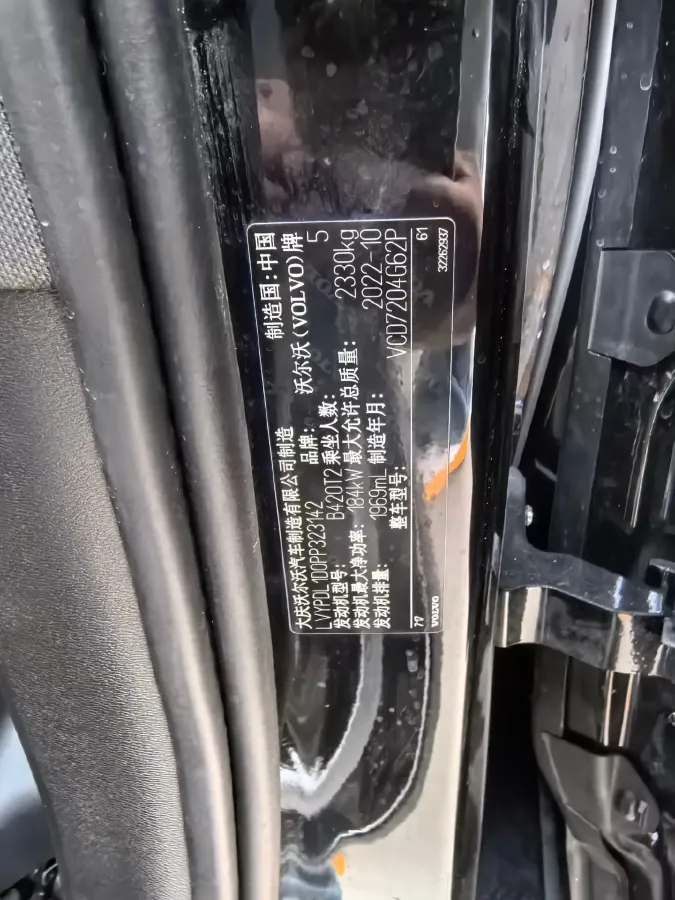 大庆沃尔沃汽车制造有限公司制造 制造国:中国
LVYPDL1D0PP323142 品牌: 沃尔沃(VOLVO)牌
发动机型号: B420T2 乘坐人数: 5
发动机最大净功率: 184kW 最大允许总质量: 2330kg
发动机排量: 1969mL 制造年月: 2022-10
整车型号: VCD7204G62P
77 61
VOLVO 32262937